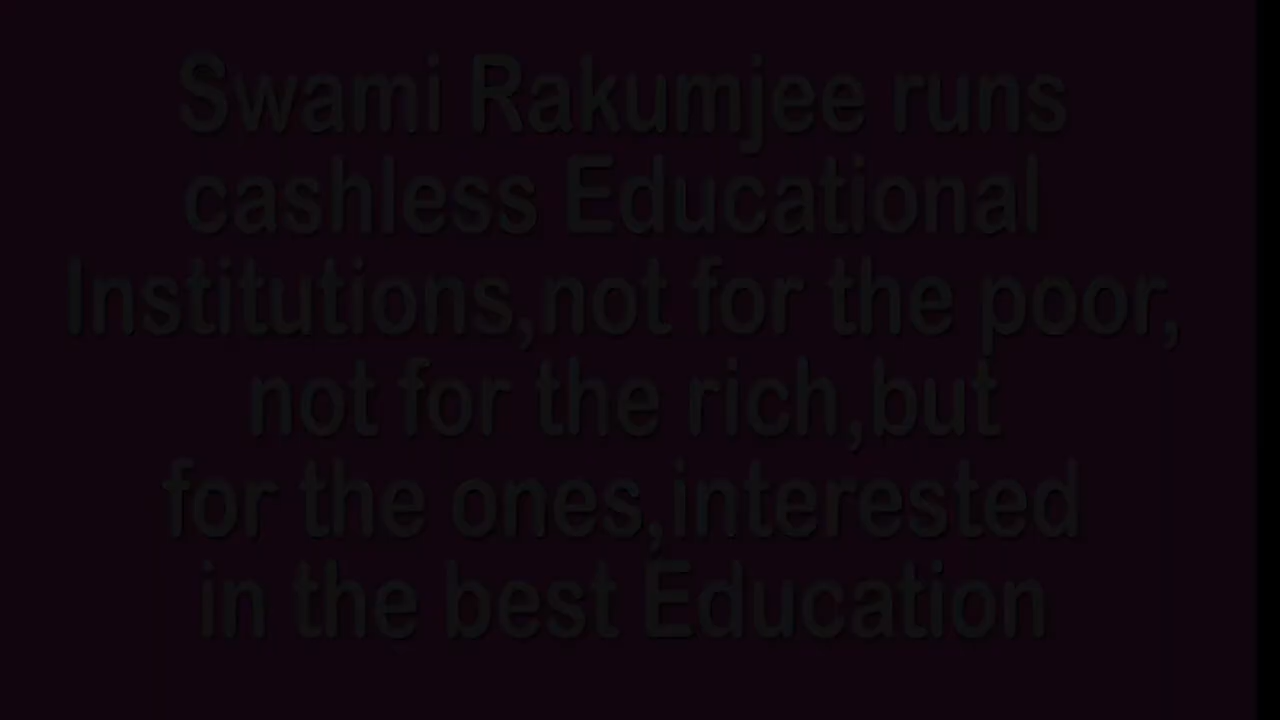 Swami Rakumjee runs
cashless Educational
Institutions,not for the poor,
not for the rich,but
for the ones,interested
in the best Education